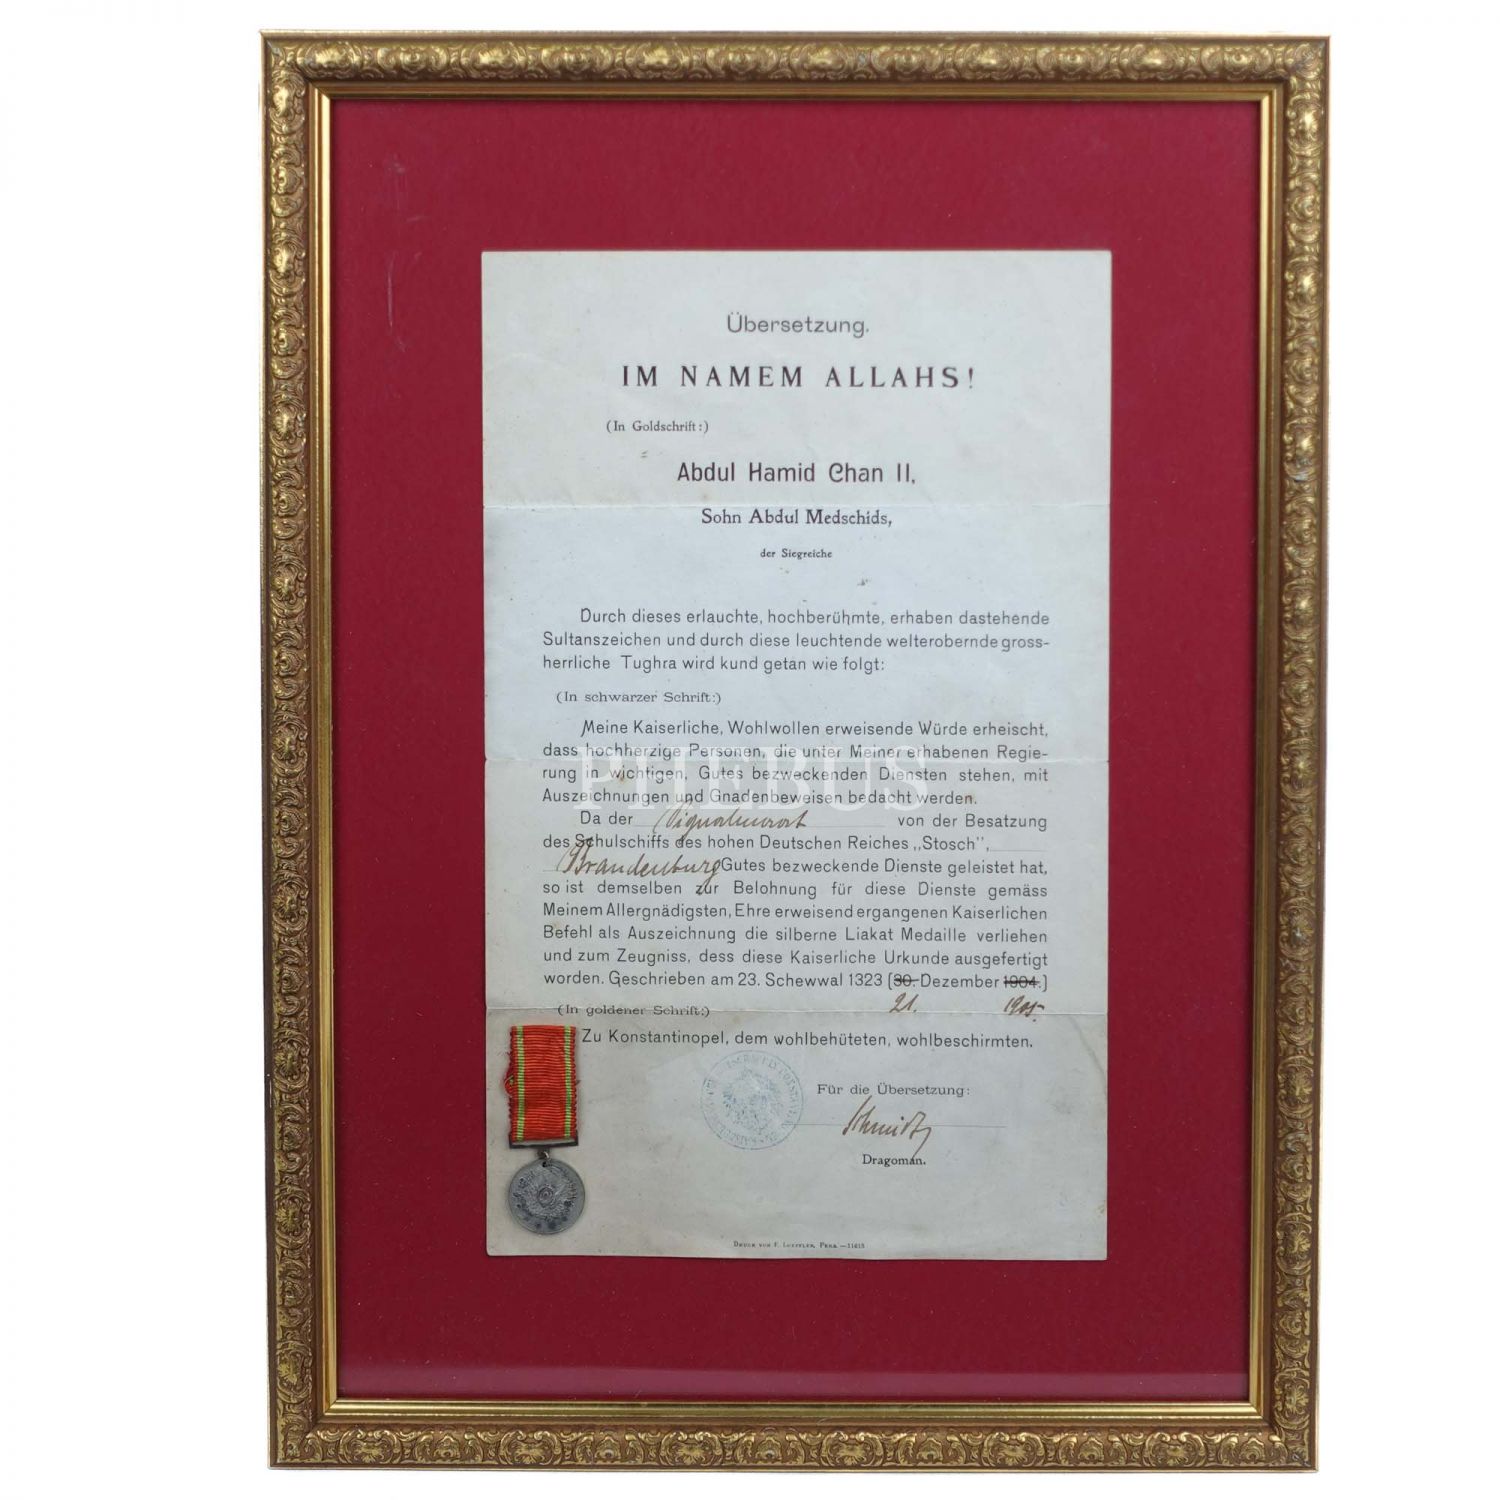 Übersetzung.
IM NAMEM ALLAHS!
(In Goldschrift:)
Abdul Hamid Chan II,
Sohn Abdul Medschids,
der Siegreiche
Durch dieses erlauchte, hochberühmte, erhaben dastehende
Sultanszeichen und durch diese leuchtende welterobernde gross-
herrliche Tughra wird kund getan wie folgt:
(In schwarzer Schrift:)
Meine Kaiserliche, Wohlwollen erweisende Würde erheischt,
dass hochherzige Personen, die unter Meiner erhabenen Regie-
rung in wichtigen, Gutes bezweckenden Diensten stehen, mit
PHEBUS
Auszeichnungen und Gnadenbeweisen bedacht werden.
Da der Signalmaat von der Besatzung
des Schulschiffs des hohen Deutschen Reiches „Stosch",
Brandenburg Gutes bezweckende Dienste geleistet hat,
so ist demselben zur Belohnung für diese Dienste gemäss
Meinem Allergnädigsten, Ehre erweisend ergangenen Kaiserlichen
Befehl als Auszeichnung die silberne Liakat Medaille verliehen
und zum Zeugniss, dess diese Kaiserliche Urkunde ausgefertigt
worden. Geschrieben am 23. Schewwal 1323 (30. Dezember 1904.)
(In goldener Schrift:) 21. 1905.
Zu Konstantinopel, dem wohlbehüteten, wohlbeschirmten.
Für die Übersetzung:
Schmidt
Dragoman.
DRUCK VON F. LOEFFLER, PERA. —11615